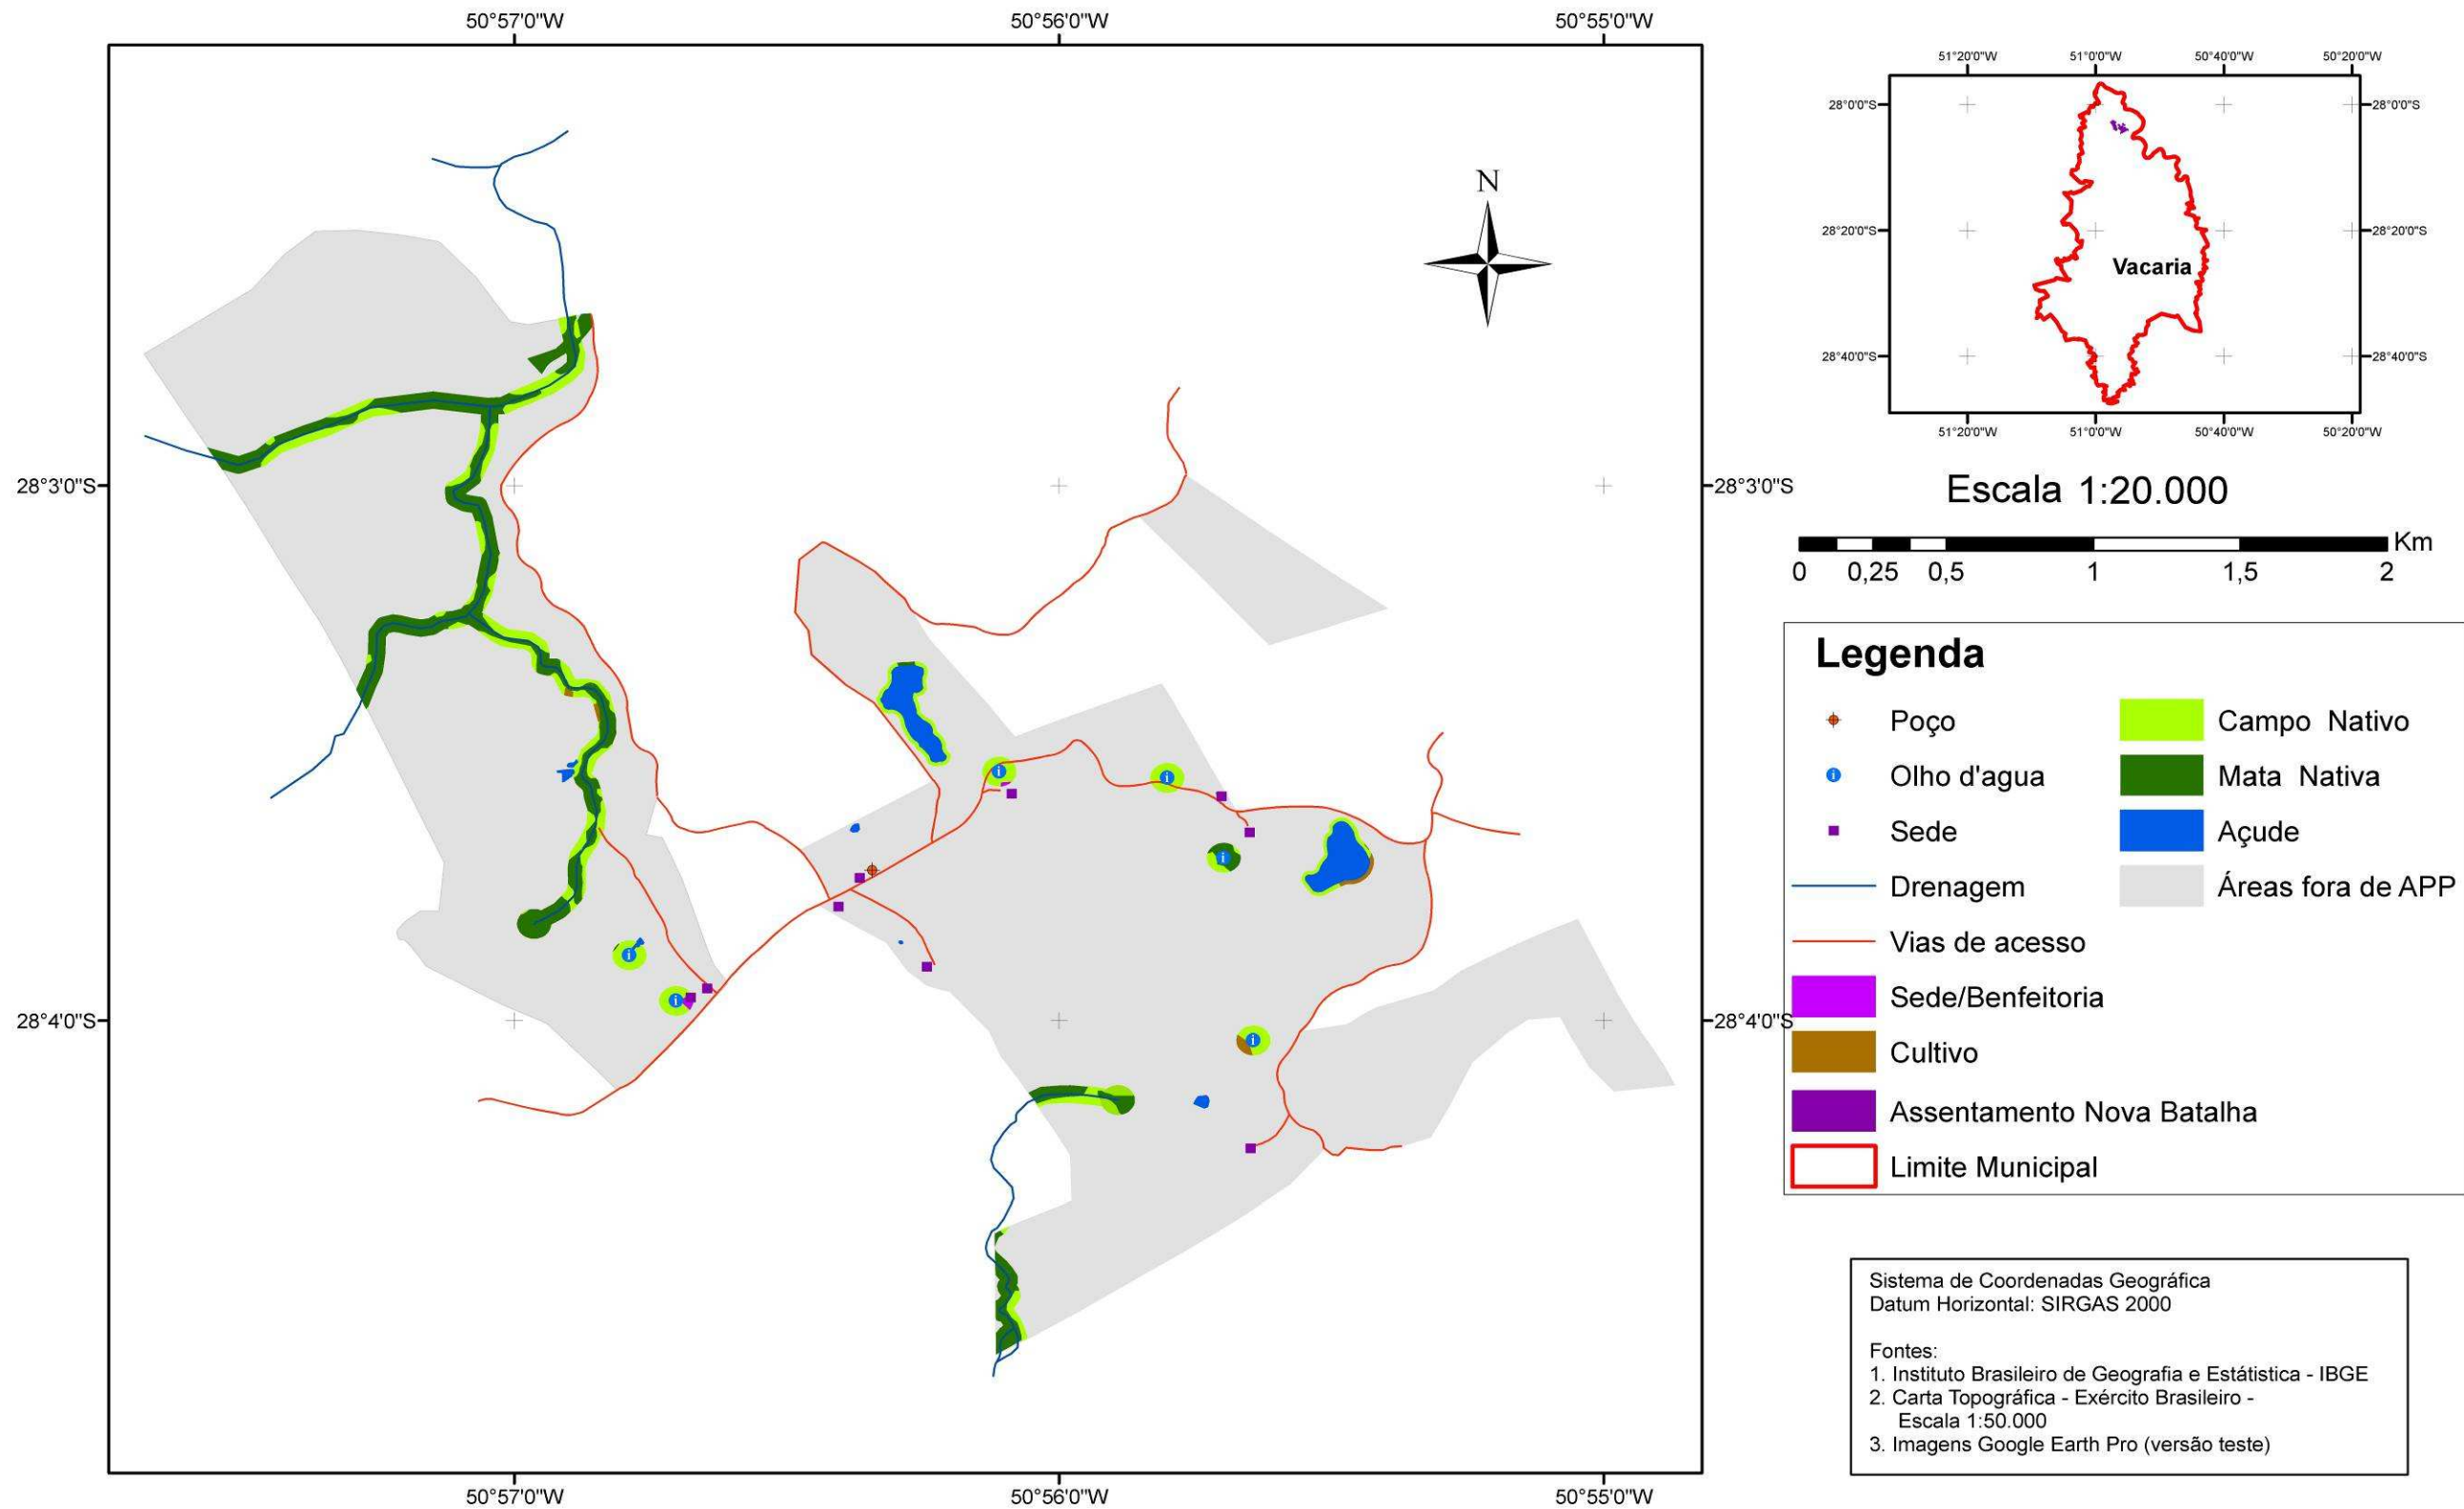 50°57'0"W
50°56'0"W
50°55'0"W
28°3'0"S
28°3'0"S
28°4'0"S
28°4'0"S
50°57'0"W
50°56'0"W
50°55'0"W
N
i
i
i
i
i
i
51°20'0"W
51°0'0"W
50°40'0"W
50°20'0"W
28°0'0"S
28°0'0"S
28°20'0"S
28°20'0"S
Vacaria
28°40'0"S
28°40'0"S
51°20'0"W
51°0'0"W
50°40'0"W
50°20'0"W
Escala 1:20.000
Km
0 0,25 0,5 1 1,5 2
Legenda
Poço
Olho d'agua
Sede
Drenagem
Vias de acesso
Sede/Benfeitoria
Cultivo
Assentamento Nova Batalha
Limite Municipal
Campo Nativo
Mata Nativa
Açude
Áreas fora de APP
Sistema de Coordenadas Geográfica
Datum Horizontal: SIRGAS 2000
Fontes:
1. Instituto Brasileiro de Geografia e Estátistica - IBGE
2. Carta Topográfica - Exército Brasileiro -
Escala 1:50.000
3. Imagens Google Earth Pro (versão teste)